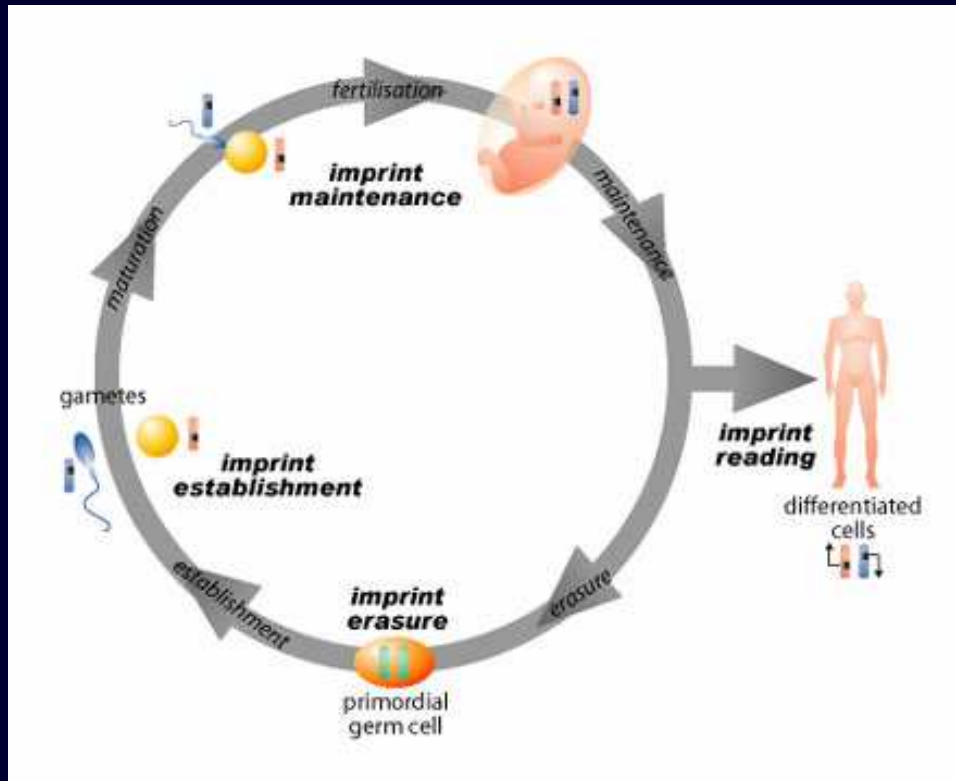 fertilisation
imprint
maintenance
maintenance
maturation
gametes
imprint
establishment
imprint
reading
differentiated
cells
erasure
establishment
imprint
erasure
primordial
germ cell